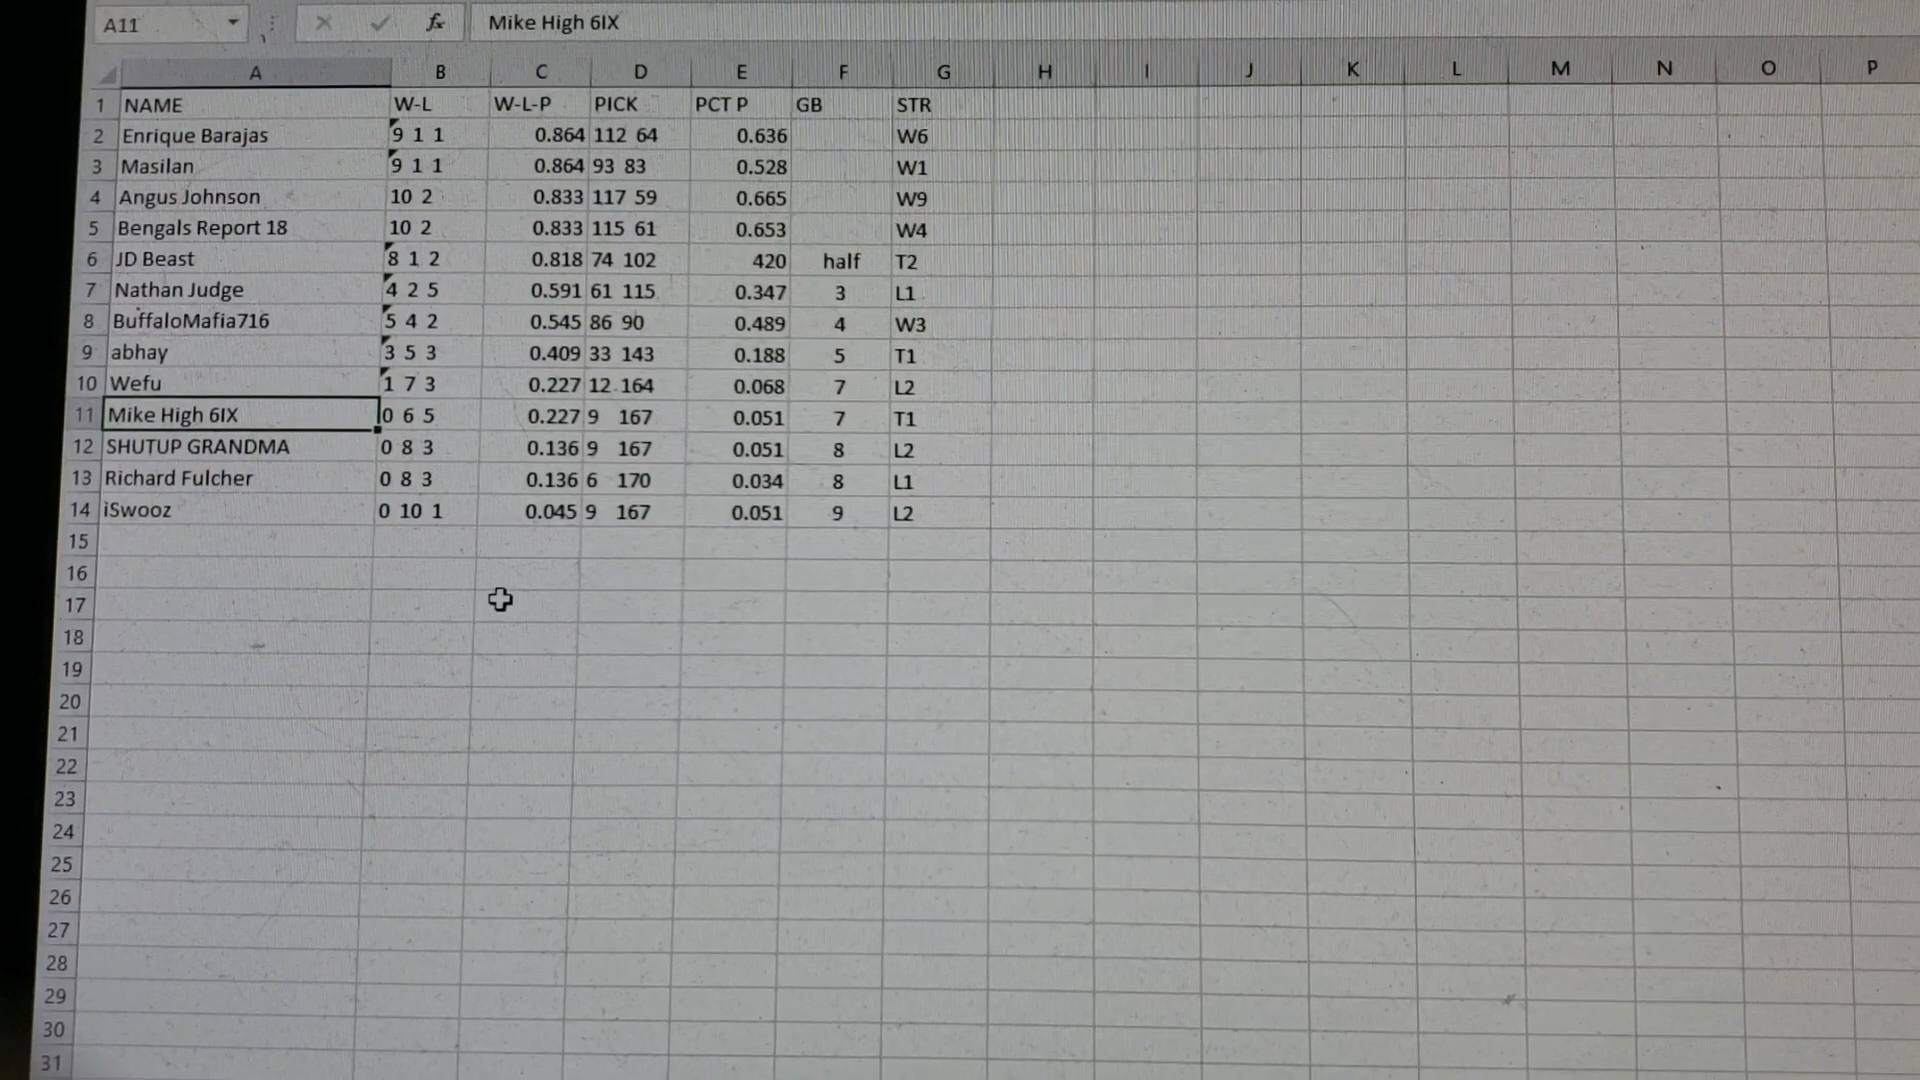 A11 fx Mike High 6IX
A B C D E F G H I J K L M N O P
1 NAME W-L W-L-P PICK PCT P GB STR
2 Enrique Barajas 9 1 1 0.864 112 64 0.636 W6
3 Masilan 9 1 1 0.864 93 83 0.528 W1
4 Angus Johnson 10 2 0.833 117 59 0.665 W9
5 Bengals Report 18 10 2 0.833 115 61 0.653 W4
6 JD Beast 8 1 2 0.818 74 102 420 half T2
7 Nathan Judge 4 2 5 0.591 61 115 0.347 3 L1
8 BuffaloMafia716 5 4 2 0.545 86 90 0.489 4 W3
9 abhay 3 5 3 0.409 33 143 0.188 5 T1
10 Wefu 1 7 3 0.227 12 164 0.068 7 L2
11 Mike High 6IX 0 6 5 0.227 9 167 0.051 7 T1
12 SHUTUP GRANDMA 0 8 3 0.136 9 167 0.051 8 L2
13 Richard Fulcher 0 8 3 0.136 6 170 0.034 8 L1
14 iSwooz 0 10 1 0.045 9 167 0.051 9 L2
15
16
17
18
19
20
21
22
23
24
25
26
27
28
29
30
31